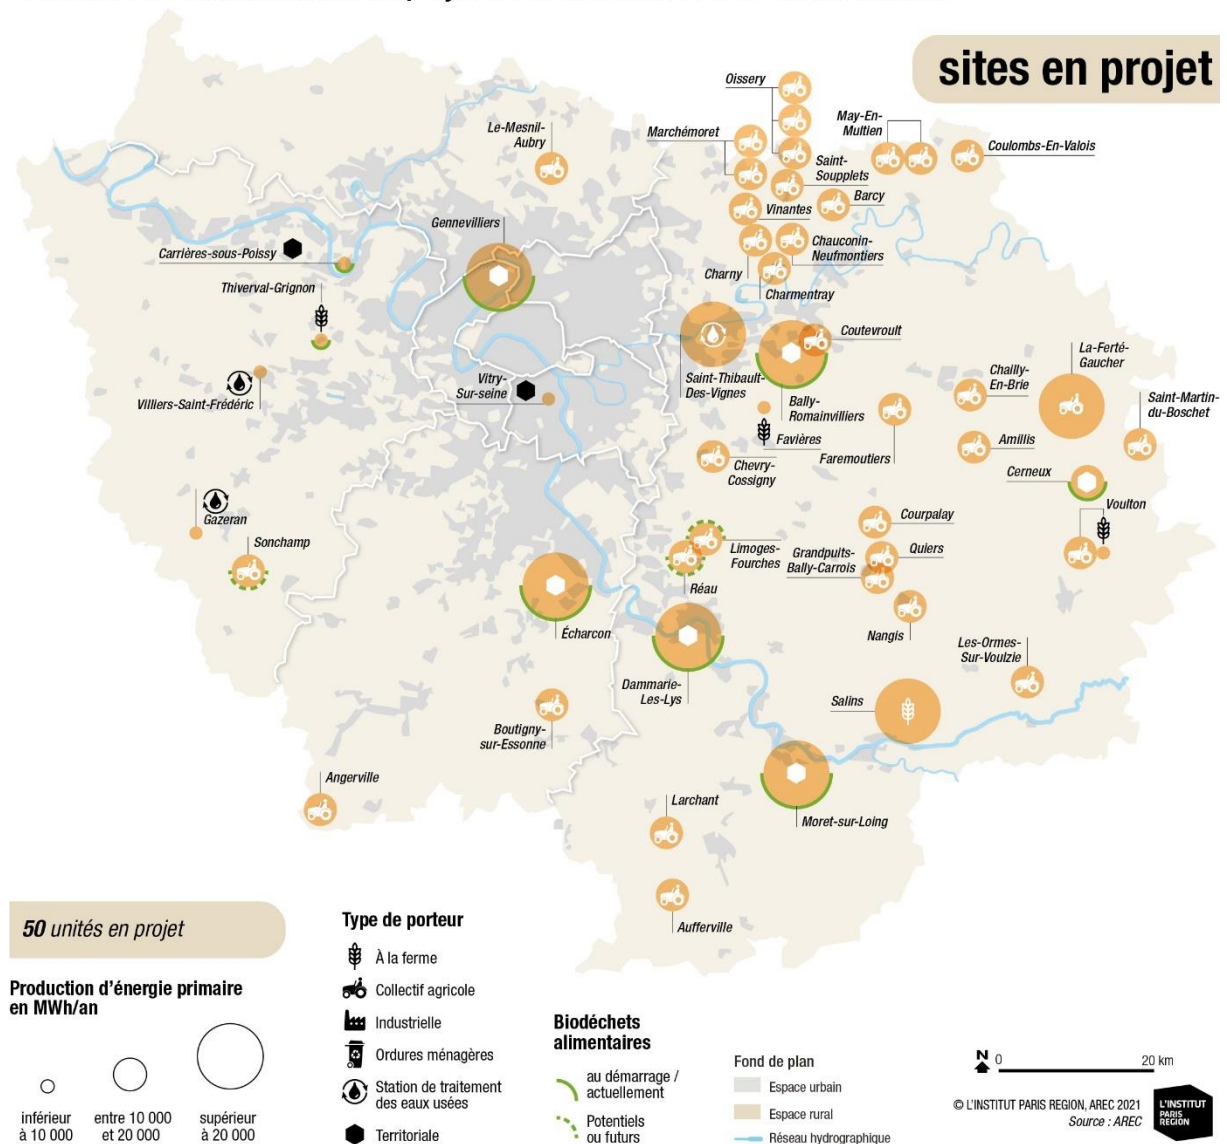 sites en projet
Oissery
May-En-
Multien
Le-Mesnil-
Aubry
Marchémoret
Coulombs-En-Valois
Saint-
Soupplets
Barcy
Vinantes
Gennevilliers
Carrières-sous-Poissy
Chauconin-
Neufmontiers
Charny
Thiverval-Grignon
Charmentray
Coutevroult
La-Ferté-
Gaucher
Chailly-
En-Brie
Vitry-
Sur-seine
Saint-Thibault-
Des-Vignes
Villiers-Saint-Frédéric
Bally-
Romainvilliers
Saint-Martin-
du-Boschet
Favières
Faremoutiers
Amillis
Chevry-
Cossigny
Cerneux
Voulton
Gazeran
Courpalay
Sonchamp
Limoges-
Fourches
Grandpuits-
Bally-Carrois
Quiers
Réau
Écharcon
Nangis
Les-Ormes-
Sur-Voulzie
Dammarie-
Les-Lys
Salins
Boutigny-
sur-Essonne
Angerville
Larchant
Moret-sur-Loing
Aufferville
50 unités en projet
Production d'énergie primaire
en MWh/an
inférieur
à 10 000
entre 10 000
et 20 000
supérieur
à 20 000
Type de porteur
À la ferme
Collectif agricole
Industrielle
Ordures ménagères
Station de traitement
des eaux usées
Territoriale
Biodéchets
alimentaires
au démarrage /
actuellement
Potentiels
ou futurs
Fond de plan
Espace urbain
Espace rural
Réseau hydrographique
N 0 20 km
© L'INSTITUT PARIS REGION, AREC 2021
Source : AREC
L'INSTITUT
PARIS
REGION